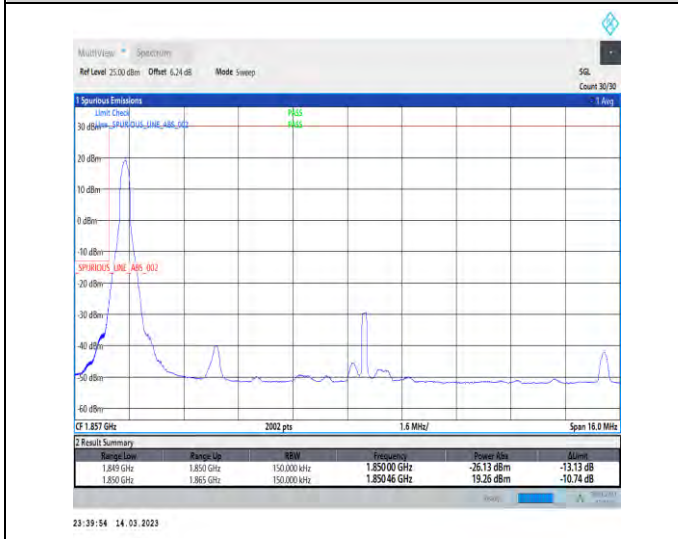 MultiView Spectrum
Ref Level 25.00 dBm Offset 6.24 dB Mode Sweep SGL
Count 30/30
1 Spurious Emissions 1 Avg
Limit Check PASS
30 dBm Line _SPURIOUS_LINE_ABS_002 PASS
20 dBm
10 dBm
0 dBm
-10 dBm
_SPURIOUS_LINE_ABS_002
-20 dBm
-30 dBm
-40 dBm
-50 dBm
-60 dBm
CF 1.857 GHz 2002 pts 1.6 MHz/ Span 16.0 MHz
2 Result Summary
Range Low Range Up RBW Frequency Power Abs ΔLimit
1.849 GHz 1.850 GHz 150.000 kHz 1.85000 GHz -26.13 dBm -13.13 dB
1.850 GHz 1.865 GHz 150.000 kHz 1.85046 GHz 19.26 dBm -10.74 dB
Ready
23:39:54 14.03.2023